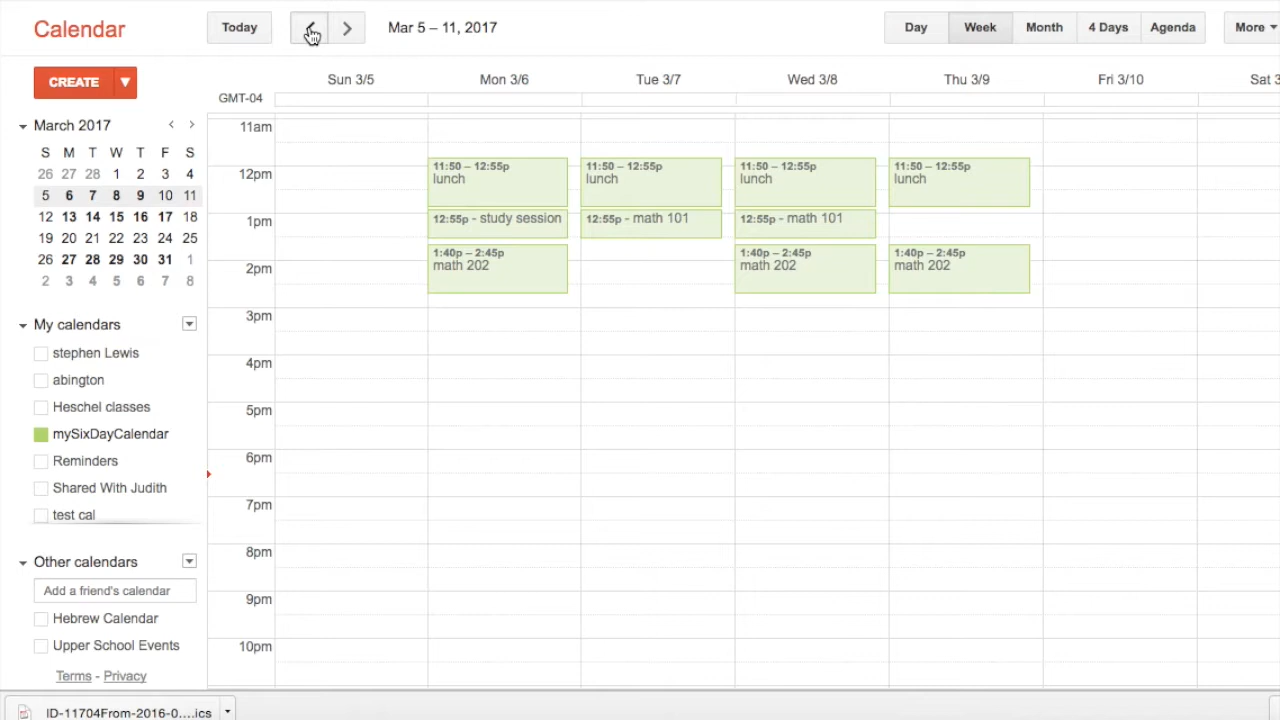 Calendar
Today
Mar 5 – 11, 2017
Day Week Month 4 Days Agenda More
CREATE
Sun 3/5 Mon 3/6 Tue 3/7 Wed 3/8 Thu 3/9 Fri 3/10 Sat 3
GMT-04
March 2017
S M T W T F S
26 27 28 1 2 3 4
5 6 7 8 9 10 11
12 13 14 15 16 17 18
19 20 21 22 23 24 25
26 27 28 29 30 31 1
2 3 4 5 6 7 8
My calendars
stephen Lewis
abington
Heschel classes
mySixDayCalendar
Reminders
Shared With Judith
test cal
Other calendars
Add a friend's calendar
Hebrew Calendar
Upper School Events
Terms - Privacy
11am
12pm
1pm
2pm
3pm
4pm
5pm
6pm
7pm
8pm
9pm
10pm
11:50 – 12:55p
lunch
12:55p - study session
1:40p – 2:45p
math 202
11:50 – 12:55p
lunch
12:55p - math 101
11:50 – 12:55p
lunch
12:55p - math 101
1:40p – 2:45p
math 202
11:50 – 12:55p
lunch
1:40p – 2:45p
math 202
ID-11704From-2016-0....ics